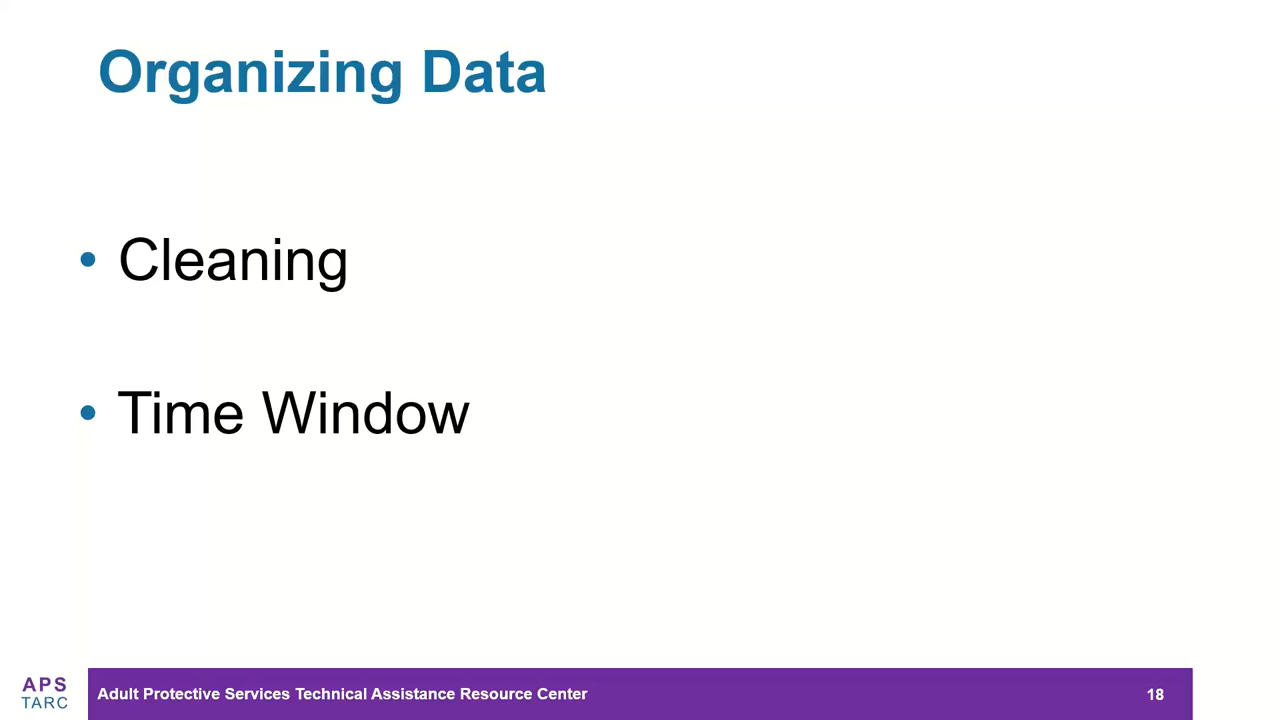 Organizing Data
• Cleaning
• Time Window
APS
TARC
Adult Protective Services Technical Assistance Resource Center
18